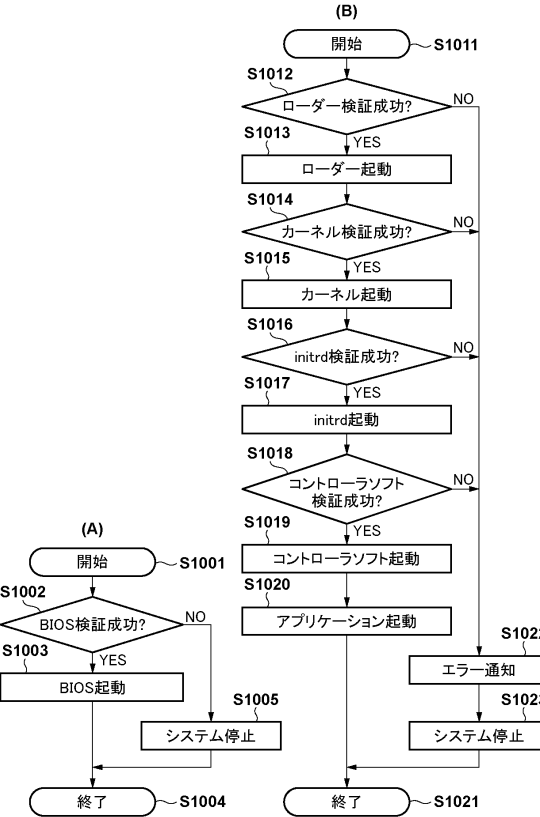 (B)
開始
S1011
S1012
ローダー検証成功?
NO
YES
S1013
ローダー起動
S1014
カーネル検証成功?
NO
YES
S1015
カーネル起動
S1016
initrd検証成功?
NO
YES
S1017
initrd起動
S1018
コントローラソフト
検証成功?
NO
YES
S1019
コントローラソフト起動
S1020
アプリケーション起動
S1022
エラー通知
S1023
システム停止
終了
S1021
(A)
開始
S1001
S1002
BIOS検証成功?
NO
YES
S1003
BIOS起動
S1005
システム停止
終了
S1004